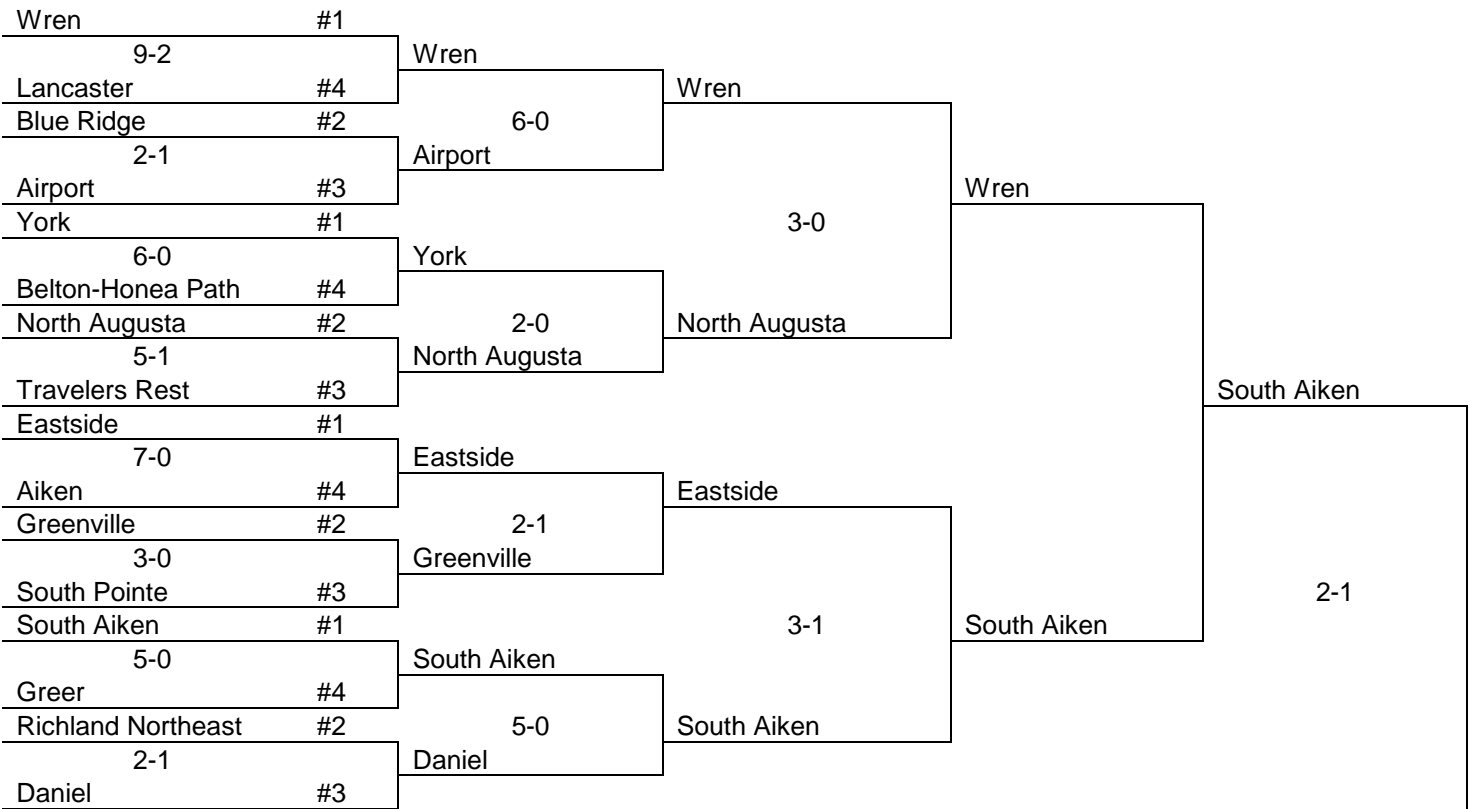 Wren #1
9-2 Wren
Lancaster #4 Wren
Blue Ridge #2 6-0
2-1 Airport
Airport #3 Wren
York #1 3-0
6-0 York
Belton-Honea Path #4
North Augusta #2 2-0 North Augusta
5-1 North Augusta
Travelers Rest #3 South Aiken
Eastside #1
7-0 Eastside
Aiken #4 Eastside
Greenville #2 2-1
3-0 Greenville
South Pointe #3 2-1
South Aiken #1 3-1 South Aiken
5-0 South Aiken
Greer #4
Richland Northeast #2 5-0 South Aiken
2-1 Daniel
Daniel #3